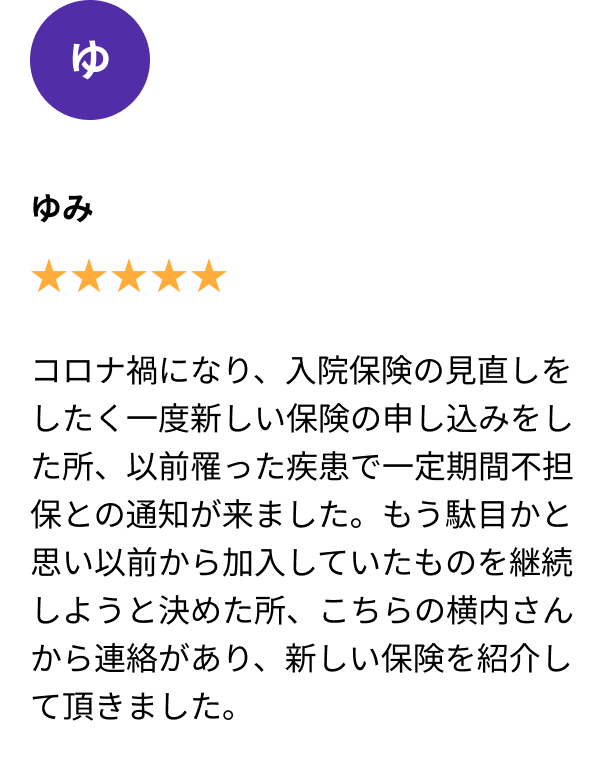 ゆ
ゆみ
★★★★★
コロナ禍になり、入院保険の見直しを
したく一度新しい保険の申し込みをし
た所、以前罹った疾患で一定期間不担
保との通知が来ました。もう駄目かと
思い以前から加入していたものを継続
しようと決めた所、こちらの横内さん
から連絡があり、新しい保険を紹介し
て頂きました。